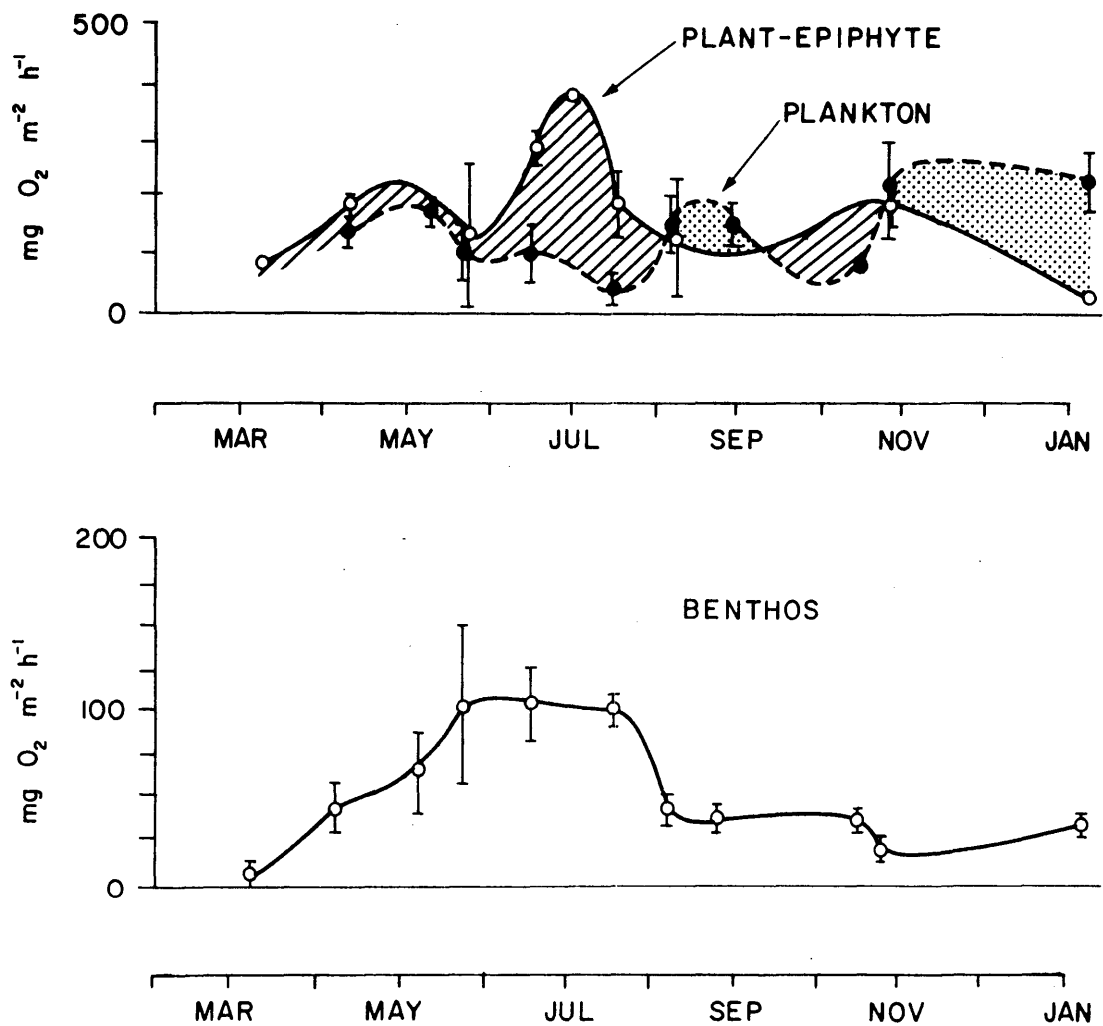 500
PLANT-EPIPHYTE
PLANKTON
mg O₂ m⁻² h⁻¹
0
MAR MAY JUL SEP NOV JAN
200
BENTHOS
mg O₂ m⁻² h⁻¹
100
0
MAR MAY JUL SEP NOV JAN